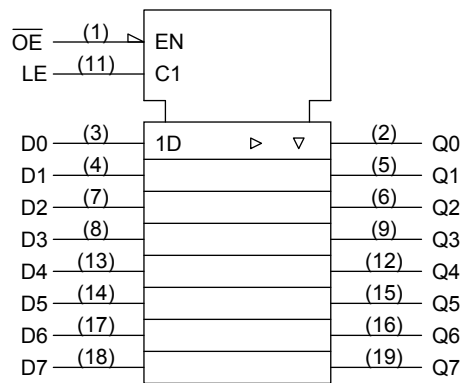 OE (1) EN
LE (11) C1
D0 (3) 1D (2) Q0
D1 (4) (5) Q1
D2 (7) (6) Q2
D3 (8) (9) Q3
D4 (13) (12) Q4
D5 (14) (15) Q5
D6 (17) (16) Q6
D7 (18) (19) Q7